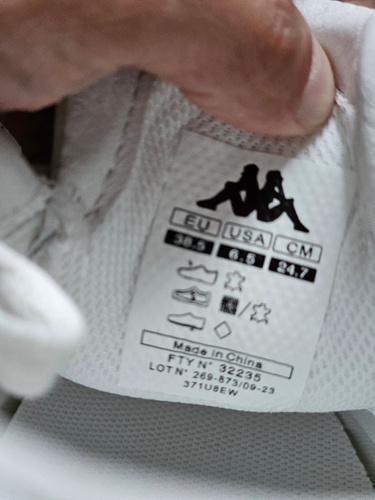 EU USA CM
38.5 6.5 24.7
Made in China
FTY N° 32235
LOT N° 269-873/09-23
371U8EW